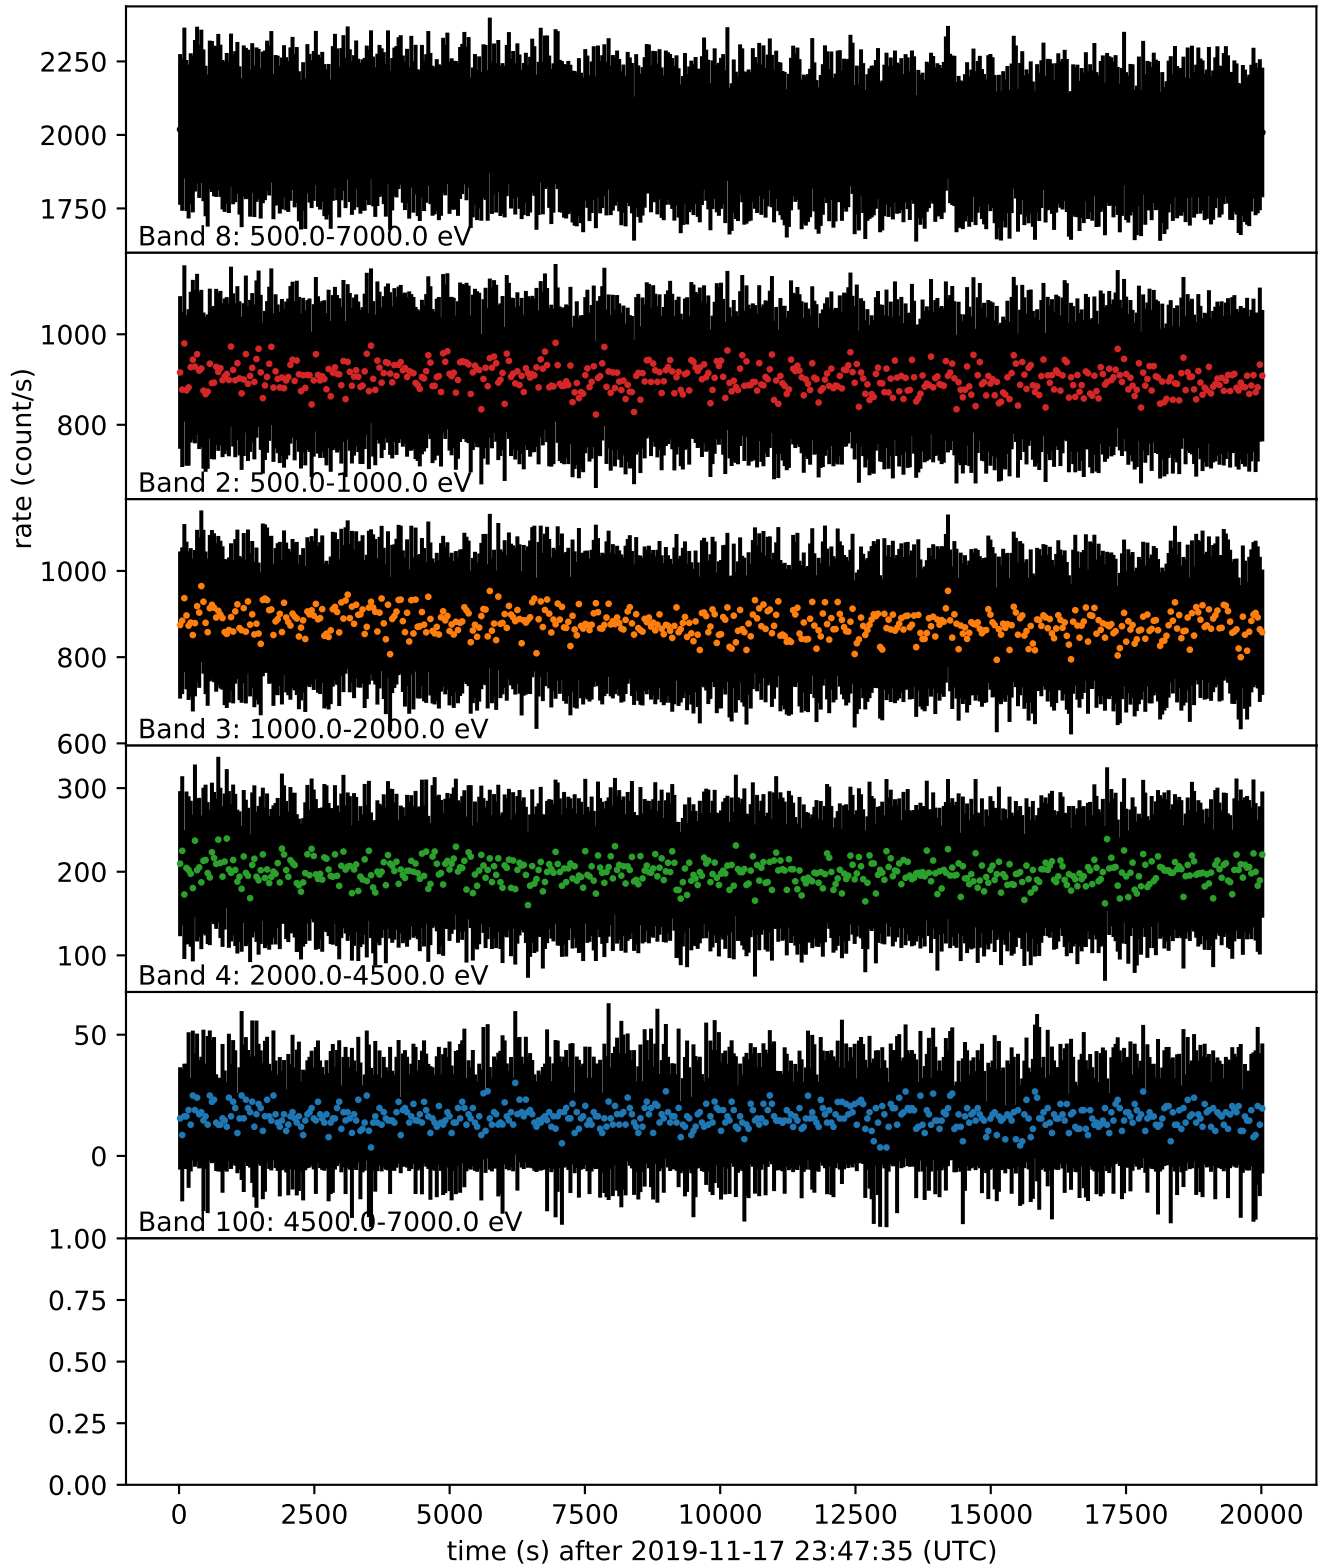 2250
2000
1750
Band 8: 500.0-7000.0 eV
1000
800
Band 2: 500.0-1000.0 eV
rate (count/s)
1000
800
600
Band 3: 1000.0-2000.0 eV
300
200
100
Band 4: 2000.0-4500.0 eV
50
0
Band 100: 4500.0-7000.0 eV
1.00
0.75
0.50
0.25
0.00
0 2500 5000 7500 10000 12500 15000 17500 20000
time (s) after 2019-11-17 23:47:35 (UTC)